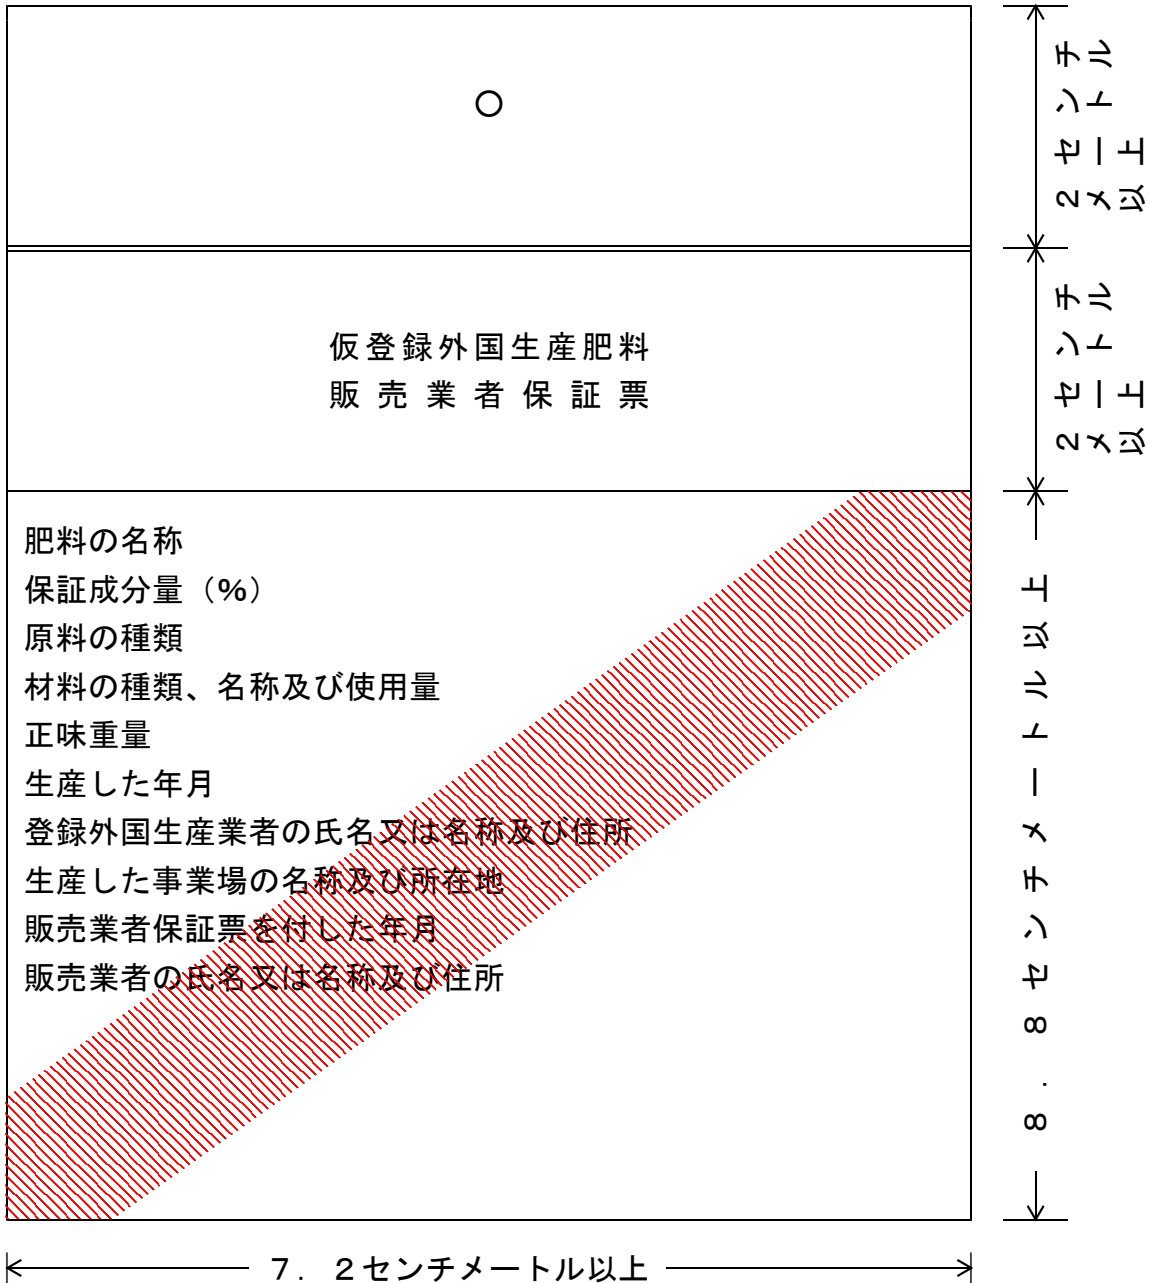 ○
2センチ
メートル
以上
仮登録外国生産肥料
販売業者保証票
2センチ
メートル
以上
肥料の名称
保証成分量（%）
原料の種類
材料の種類、名称及び使用量
正味重量
生産した年月
登録外国生産業者の氏名又は名称及び住所
生産した事業場の名称及び所在地
販売業者保証票を付した年月
販売業者の氏名又は名称及び住所
8．8センチメートル以上
7．2センチメートル以上